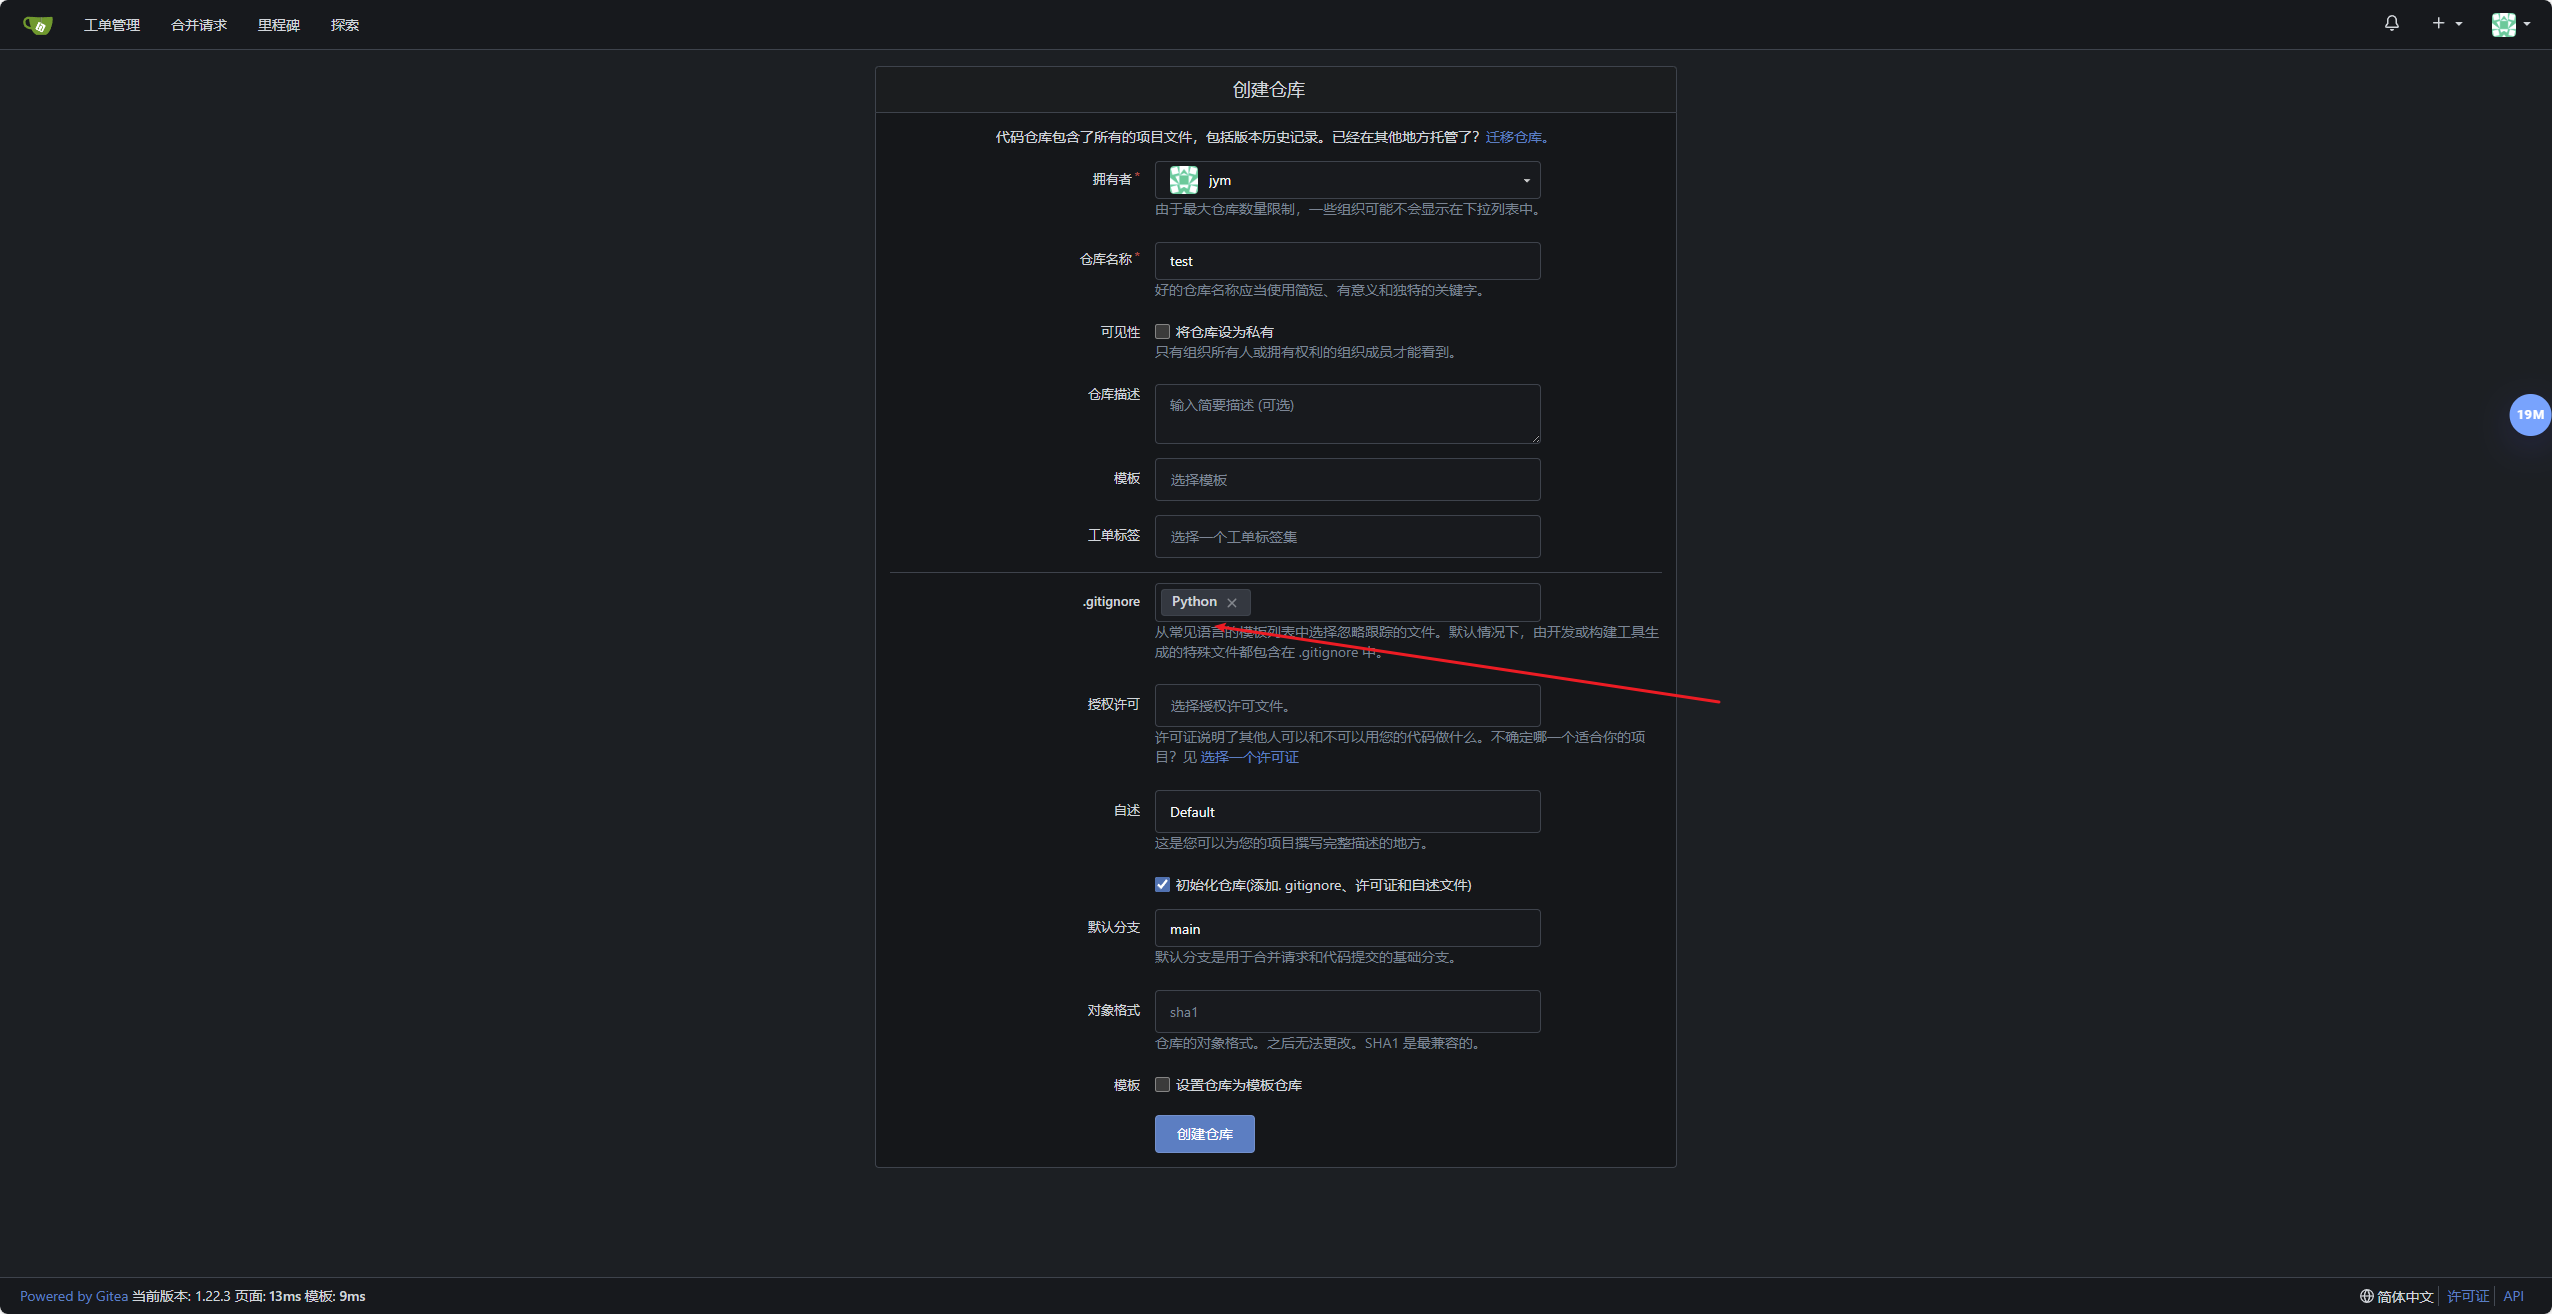 工单管理 合并请求 里程碑 探索
创建仓库
代码仓库包含了所有的项目文件，包括版本历史记录。已经在其他地方托管了？ 迁移仓库。
拥有者* jym
由于最大仓库数量限制，一些组织可能不会显示在下拉列表中。
仓库名称* test
好的仓库名称应当使用简短、有意义和独特的关键字。
可见性 将仓库设为私有
只有组织所有人或拥有权利的组织成员才能看到。
仓库描述 输入简要描述 (可选)
19M
模板 选择模板
工单标签 选择一个工单标签集
.gitignore Python
从常见语言的模板列表中选择忽略跟踪的文件。默认情况下，由开发或构建工具生
成的特殊文件都包含在 .gitignore 中。
授权许可 选择授权许可文件。
许可证说明了其他人可以和不可以用您的代码做什么。不确定哪一个适合你的项
目？见 选择一个许可证
自述 Default
这是您可以为您的项目撰写完整描述的地方。
初始化仓库(添加. gitignore、许可证和自述文件)
默认分支 main
默认分支是用于合并请求和代码提交的基础分支。
对象格式 sha1
仓库的对象格式。之后无法更改。SHA1 是最兼容的。
模板 设置仓库为模板仓库
创建仓库
Powered by Gitea 当前版本: 1.22.3 页面: 13ms 模板: 9ms 简体中文 许可证 API